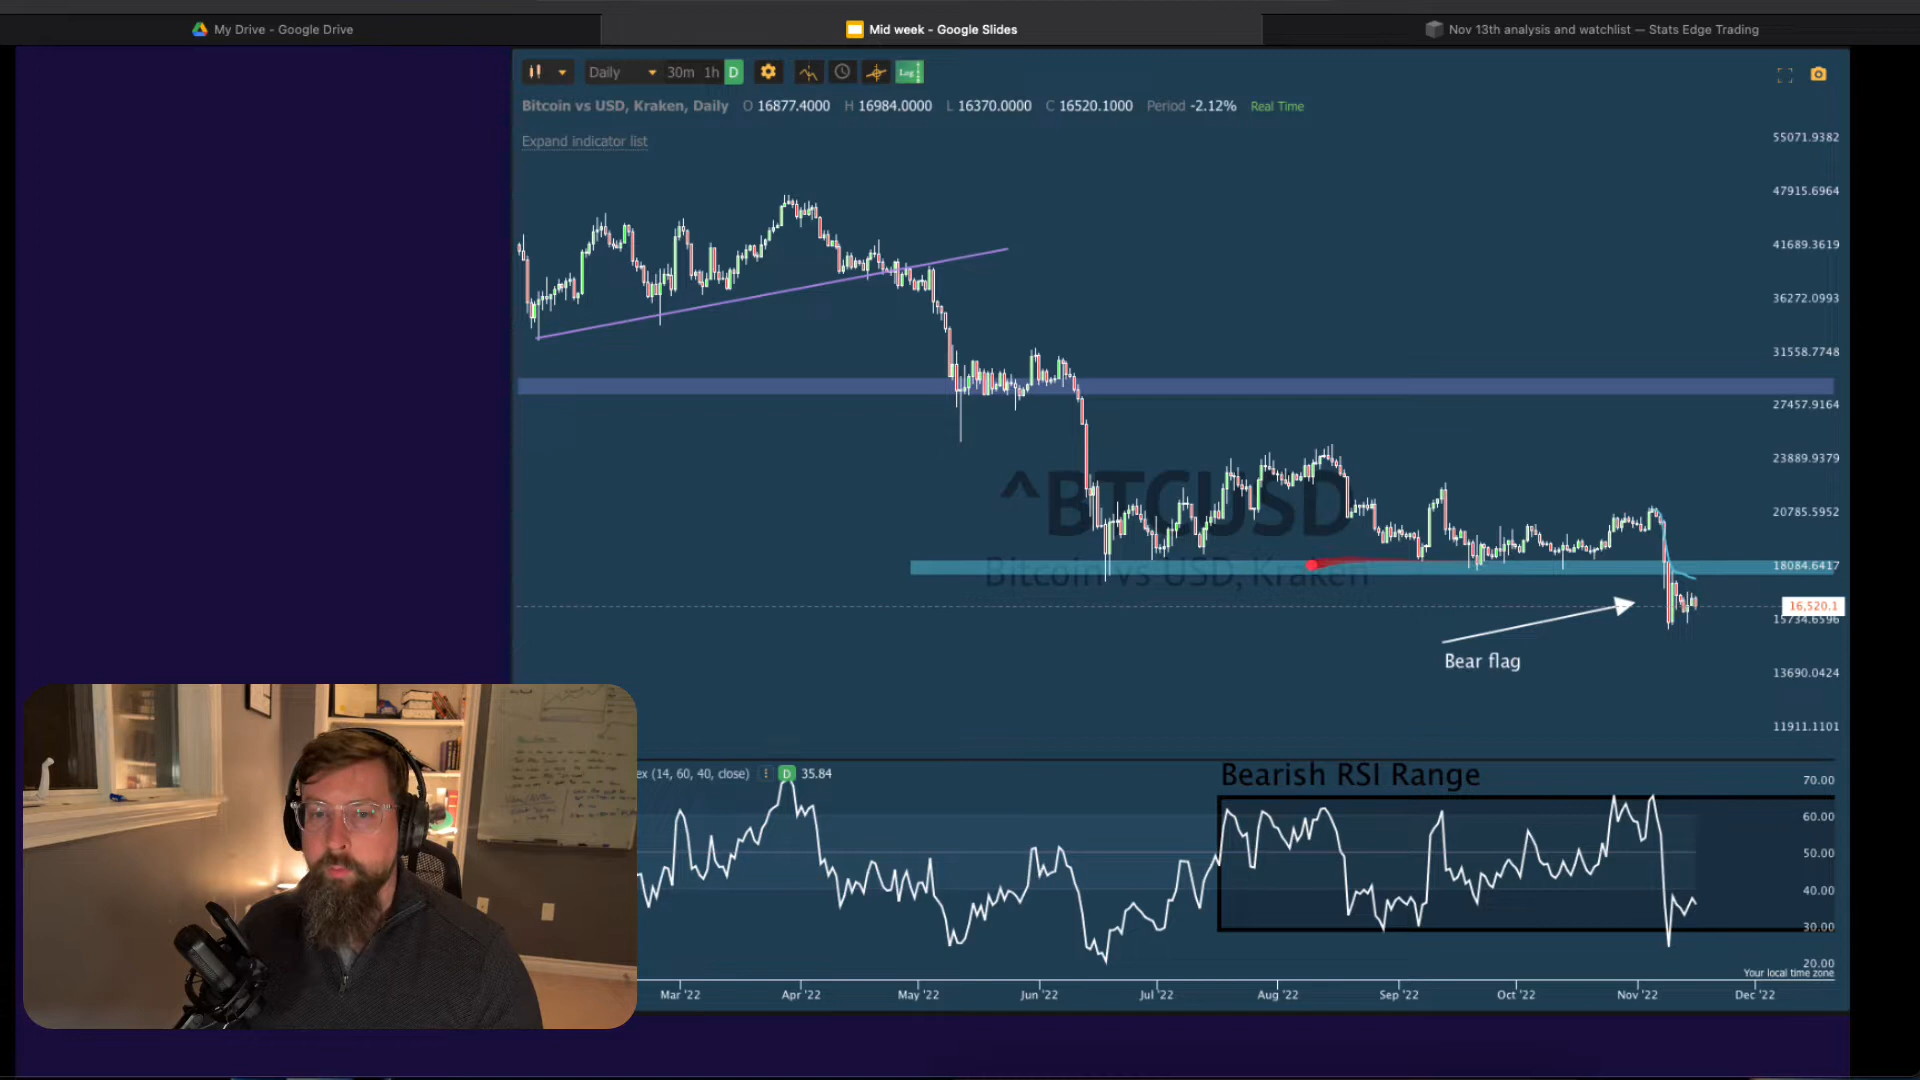 My Drive - Google Drive
Mid week - Google Slides
Nov 13th analysis and watchlist — Stats Edge Trading
Daily 30m 1h D Log
Bitcoin vs USD, Kraken, Daily O 16877.4000 H 16984.0000 L 16370.0000 C 16520.1000 Period -2.12% Real Time
Expand indicator list
55071.9382
47915.6964
41689.3619
36272.0993
31558.7748
27457.9164
23889.9379
^BTCUSD
20785.5952
Bitcoin vs USD, Kraken
18084.6417
16,520.1
15734.6596
Bear flag
13690.0424
11911.1101
ex (14, 60, 40, close) D 35.84
Bearish RSI Range
70.00
60.00
50.00
40.00
30.00
20.00
Your local time zone
Mar '22 Apr '22 May '22 Jun '22 Jul '22 Aug '22 Sep '22 Oct '22 Nov '22 Dec '22